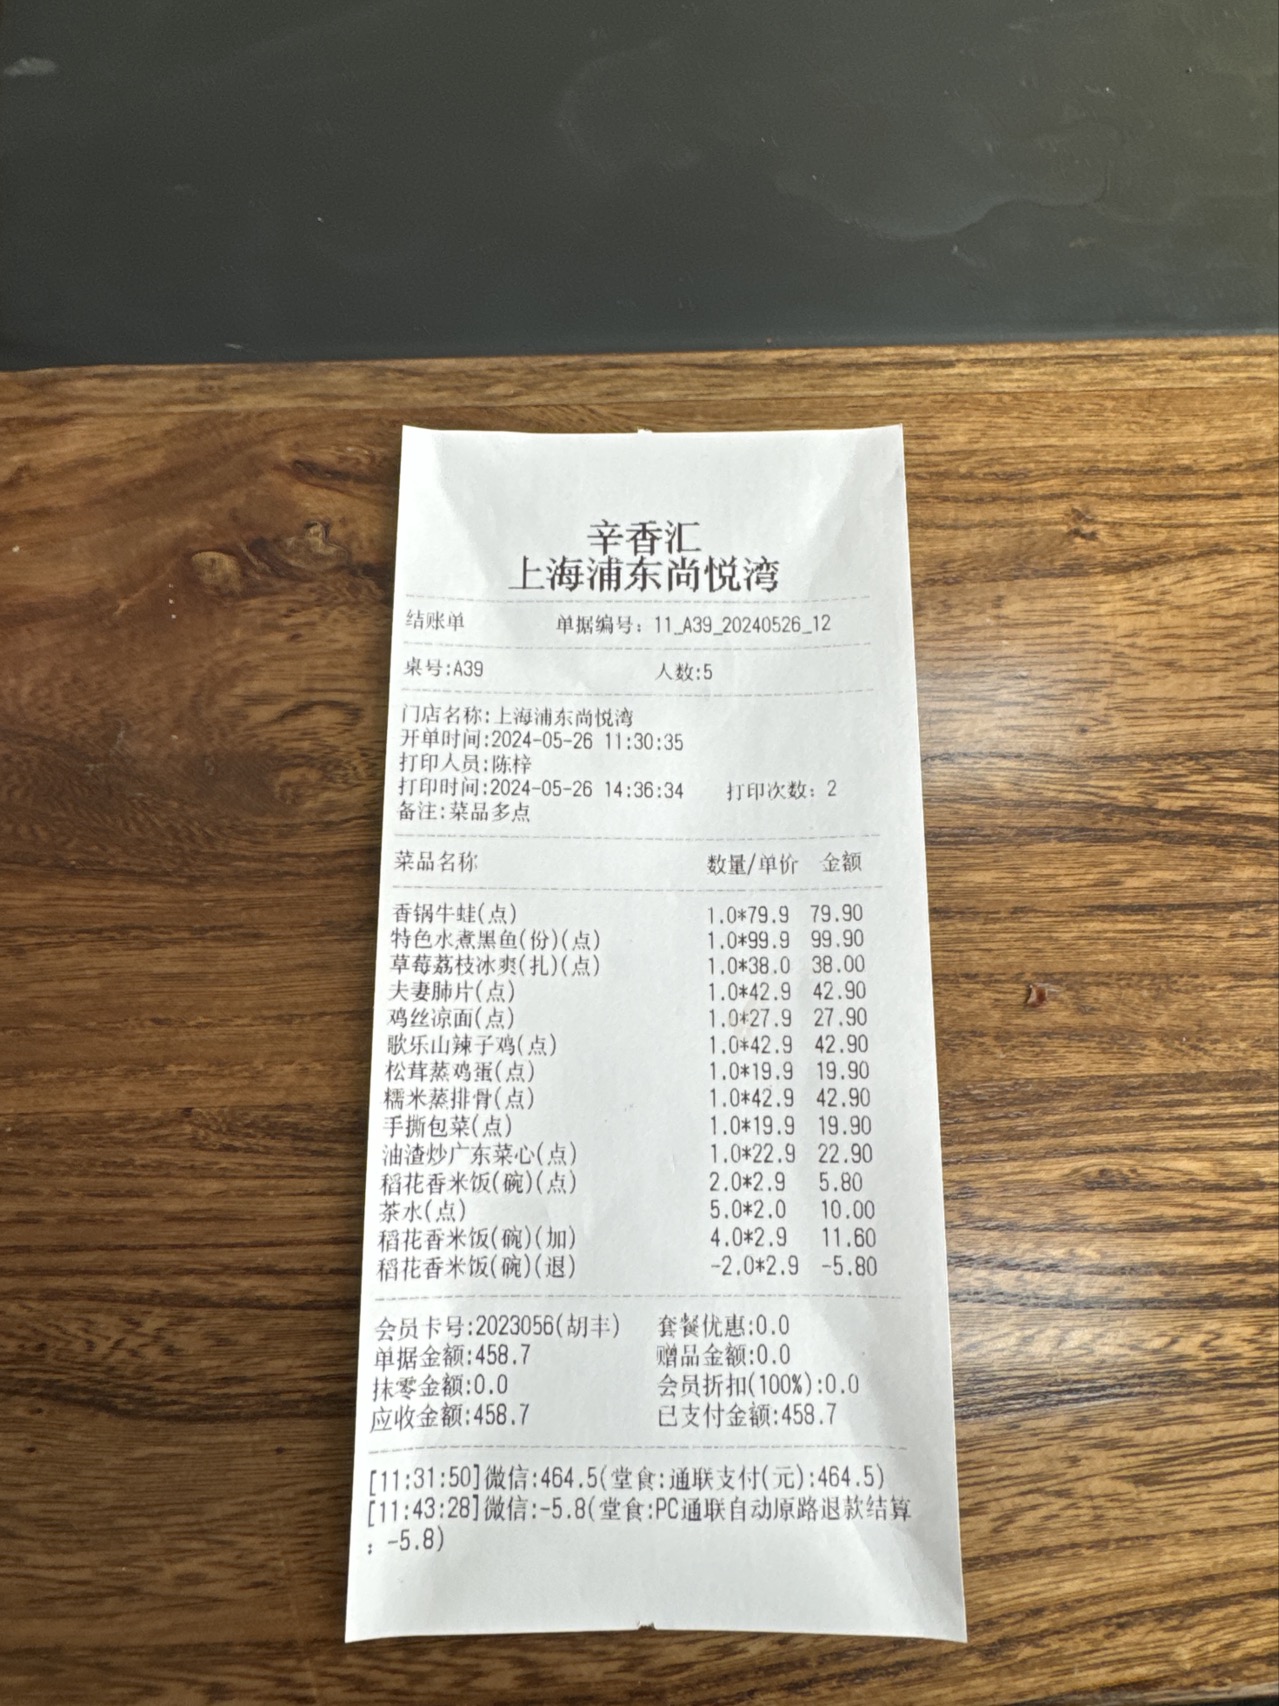 辛香汇
上海浦东尚悦湾
结账单 单据编号：11_A39_20240526_12
桌号:A39 人数:5
门店名称:上海浦东尚悦湾
开单时间:2024-05-26 11:30:35
打印人员:陈梓
打印时间:2024-05-26 14:36:34 打印次数：2
备注:菜品多点
菜品名称 数量/单价 金额
香锅牛蛙(点) 1.0*79.9 79.90
特色水煮黑鱼(份)(点) 1.0*99.9 99.90
草莓荔枝冰爽(扎)(点) 1.0*38.0 38.00
夫妻肺片(点) 1.0*42.9 42.90
鸡丝凉面(点) 1.0*27.9 27.90
歌乐山辣子鸡(点) 1.0*42.9 42.90
松茸蒸鸡蛋(点) 1.0*19.9 19.90
糯米蒸排骨(点) 1.0*42.9 42.90
手撕包菜(点) 1.0*19.9 19.90
油渣炒广东菜心(点) 1.0*22.9 22.90
稻花香米饭(碗)(点) 2.0*2.9 5.80
茶水(点) 5.0*2.0 10.00
稻花香米饭(碗)(加) 4.0*2.9 11.60
稻花香米饭(碗)(退) -2.0*2.9 -5.80
会员卡号:2023056(胡丰) 套餐优惠:0.0
单据金额:458.7 赠品金额:0.0
抹零金额:0.0 会员折扣(100%):0.0
应收金额:458.7 已支付金额:458.7
[11:31:50]微信:464.5(堂食:通联支付(元):464.5)
[11:43:28]微信:-5.8(堂食:PC通联自动原路退款结算
：-5.8)